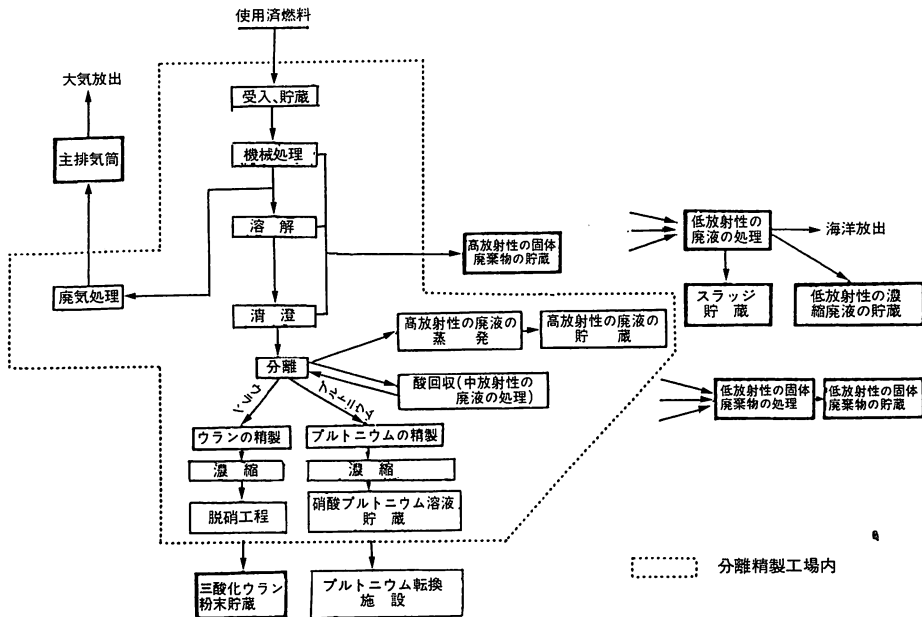 使用済燃料
大気放出
受入、貯蔵
主排気筒
機械処理
溶解
高放射性の固体
廃棄物の貯蔵
低放射性の
廃液の処理
海洋放出
廃気処理
清澄
スラッジ
貯蔵
低放射性の濃
縮廃液の貯蔵
高放射性の廃液の
蒸発
高放射性の廃液の
貯蔵
分離
酸回収(中放射性の
廃液の処理)
ウラン
プルトニウム
低放射性の固体
廃棄物の処理
低放射性の固体
廃棄物の貯蔵
ウランの精製
プルトニウムの精製
濃縮
濃縮
脱硝工程
硝酸プルトニウム溶液
貯蔵
三酸化ウラン
粉末貯蔵
プルトニウム転換
施設
分離精製工場内